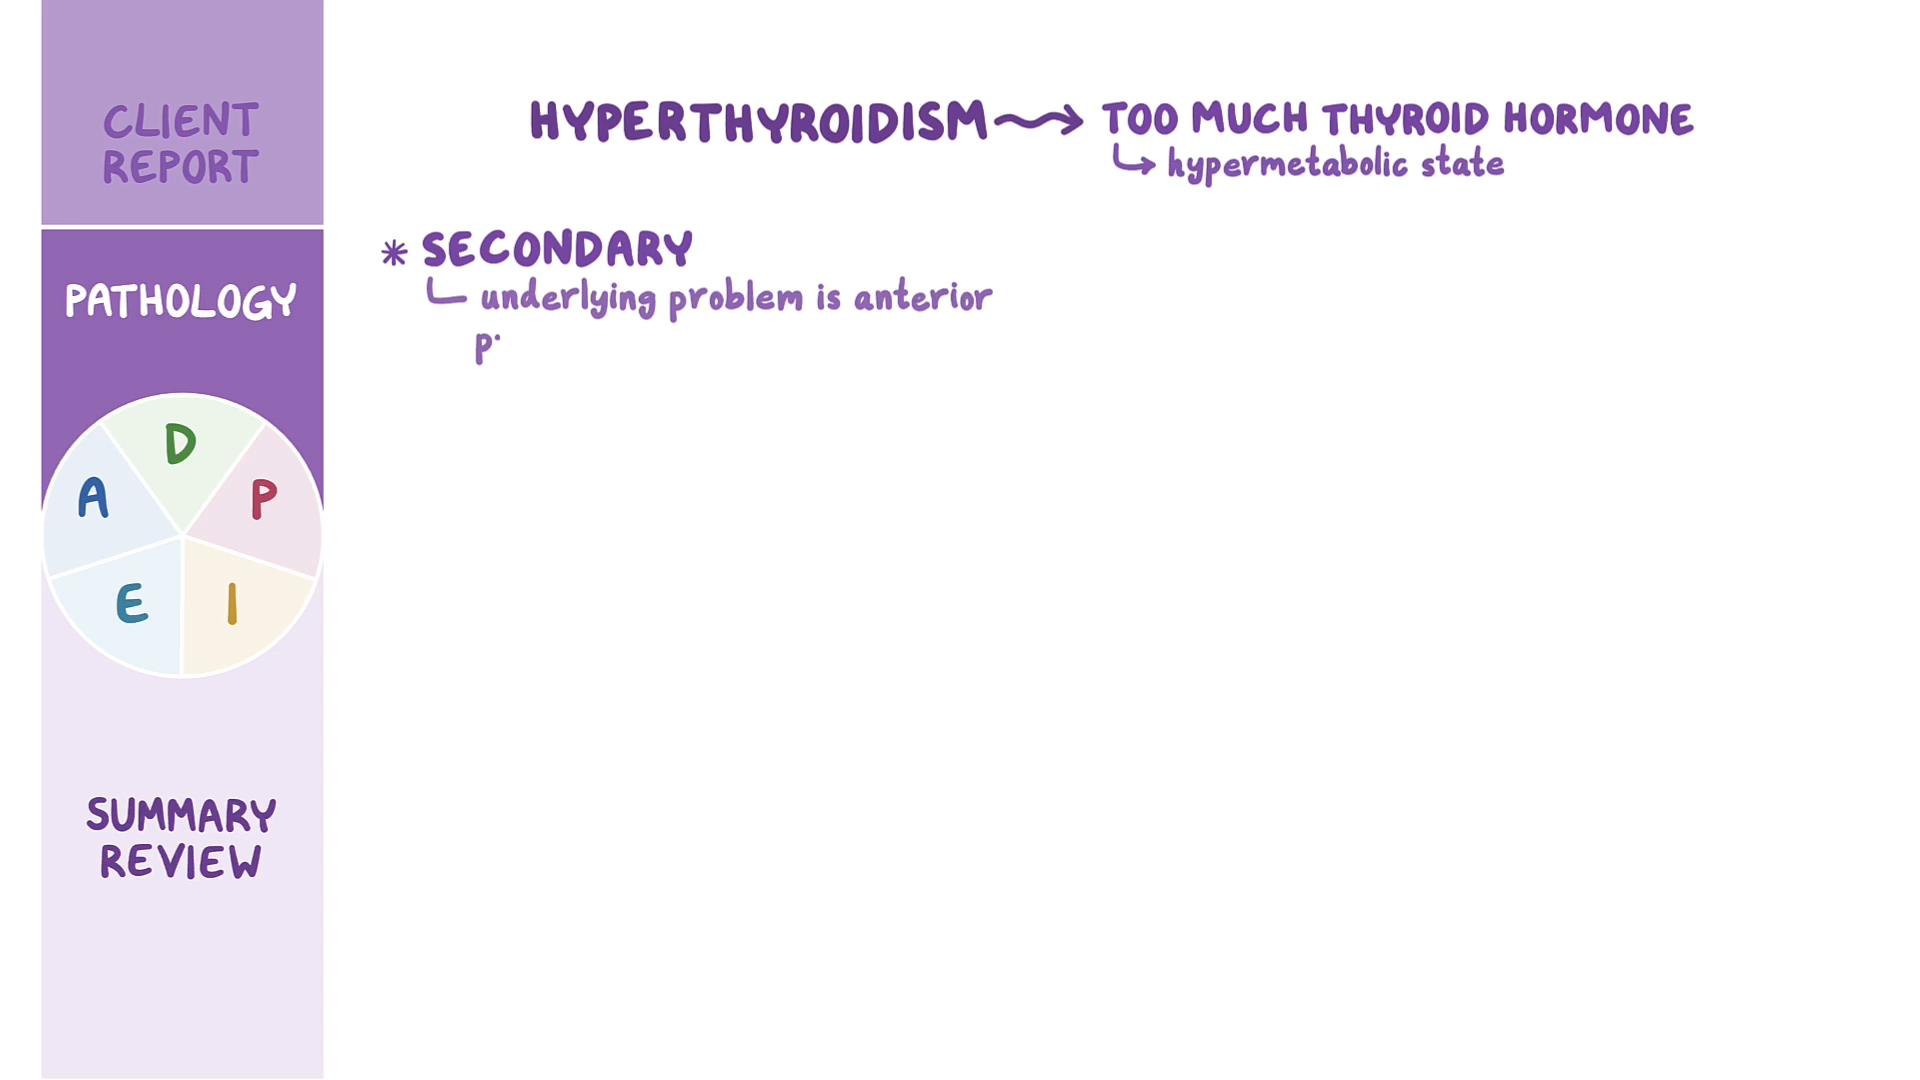 CLIENT
REPORT
PATHOLOGY
D
A
P
E
I
SUMMARY
REVIEW
HYPERTHYROIDISM
TOO MUCH THYROID HORMONE
hypermetabolic state
* SECONDARY
underlying problem is anterior
p